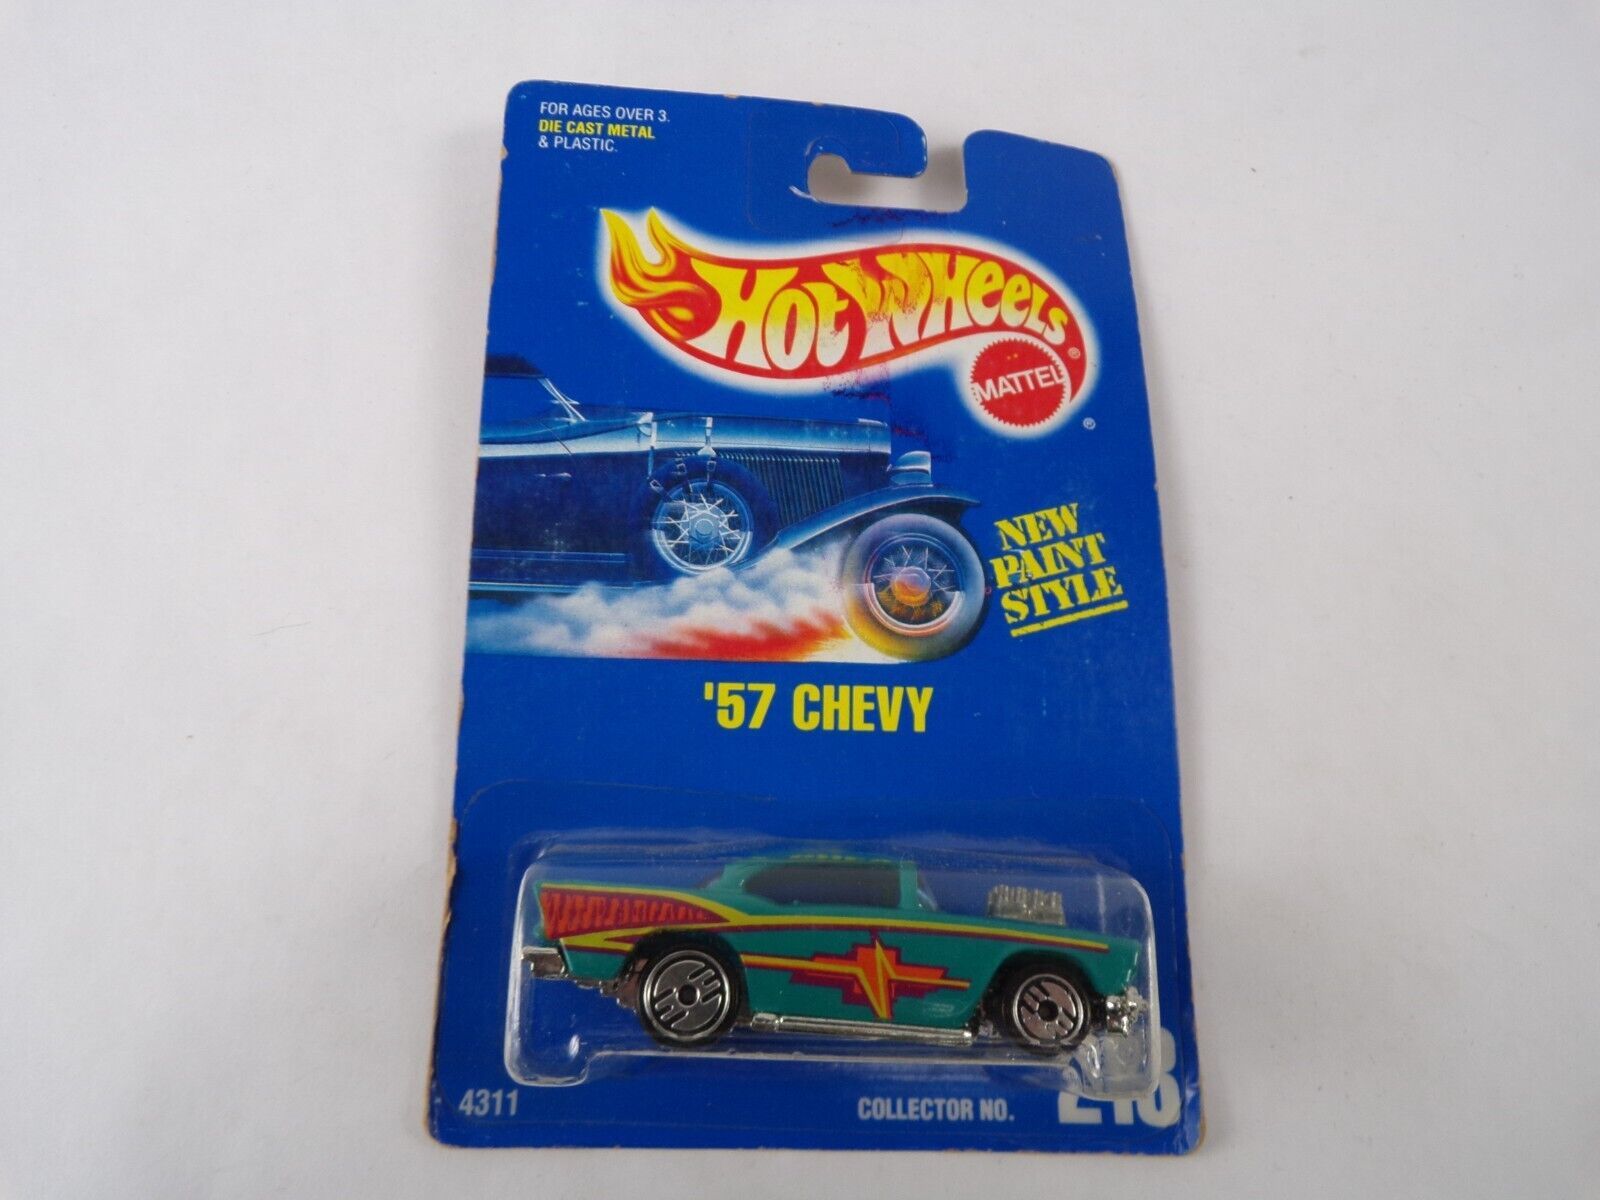 FOR AGES OVER 3.
DIE CAST METAL
& PLASTIC.
HOT WHEELS®
MATTEL
®
NEW
PAINT
STYLE
'57 CHEVY
4311
COLLECTOR NO.